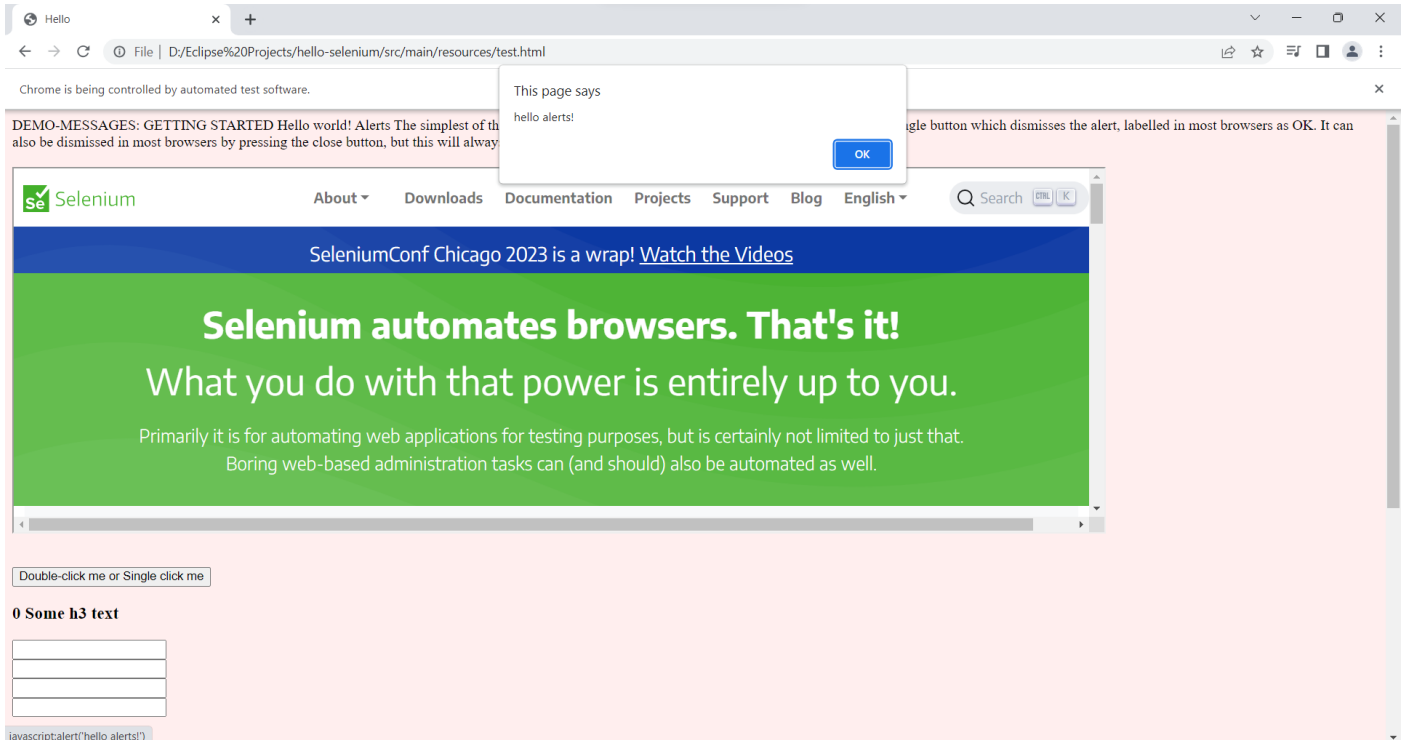 Hello
File | D:/Eclipse%20Projects/hello-selenium/src/main/resources/test.html
Chrome is being controlled by automated test software.
This page says
hello alerts!
OK
DEMO-MESSAGES: GETTING STARTED Hello world! Alerts The simplest of th
gle button which dismisses the alert, labelled in most browsers as OK. It can
also be dismissed in most browsers by pressing the close button, but this will alway
Se Selenium About Downloads Documentation Projects Support Blog English Search CTRL K
SeleniumConf Chicago 2023 is a wrap! Watch the Videos
Selenium automates browsers. That's it!
What you do with that power is entirely up to you.
Primarily it is for automating web applications for testing purposes, but is certainly not limited to just that.
Boring web-based administration tasks can (and should) also be automated as well.
Double-click me or Single click me
0 Some h3 text
javascript:alert('hello alerts!')